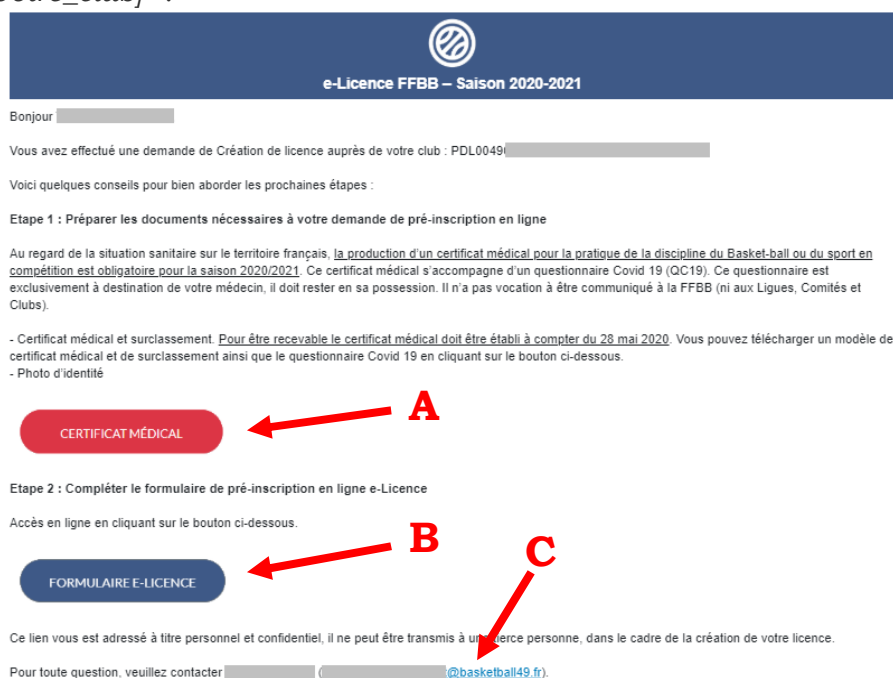 e-Licence FFBB – Saison 2020-2021
Bonjour
Vous avez effectué une demande de Création de licence auprès de votre club : PDL0049
Voici quelques conseils pour bien aborder les prochaines étapes :
Etape 1 : Préparer les documents nécessaires à votre demande de pré-inscription en ligne
Au regard de la situation sanitaire sur le territoire français, la production d'un certificat médical pour la pratique de la discipline du Basket-ball ou du sport en
compétition est obligatoire pour la saison 2020/2021. Ce certificat médical s'accompagne d'un questionnaire Covid 19 (QC19). Ce questionnaire est
exclusivement à destination de votre médecin, il doit rester en sa possession. Il n'a pas vocation à être communiqué à la FFBB (ni aux Ligues, Comités et
Clubs).
- Certificat médical et surclassement. Pour être recevable le certificat médical doit être établi à compter du 28 mai 2020. Vous pouvez télécharger un modèle de
certificat médical et de surclassement ainsi que le questionnaire Covid 19 en cliquant sur le bouton ci-dessous.
- Photo d'identité
A
CERTIFICAT MÉDICAL
Etape 2 : Compléter le formulaire de pré-inscription en ligne e-Licence
Accès en ligne en cliquant sur le bouton ci-dessous.
B
C
FORMULAIRE E-LICENCE
Ce lien vous est adressé à titre personnel et confidentiel, il ne peut être transmis à une tierce personne, dans le cadre de la création de votre licence.
Pour toute question, veuillez contacter ( @basketball49.fr).